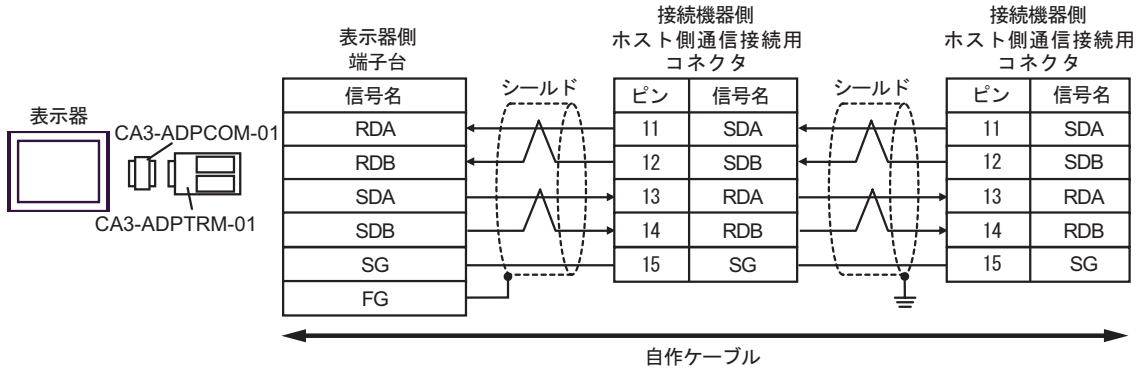 表示器
CA3-ADPCOM-01
CA3-ADPTRM-01
表示器側
端子台
信号名
RDA
RDB
SDA
SDB
SG
FG
シールド
接続機器側
ホスト側通信接続用
コネクタ
ピン 信号名
11 SDA
12 SDB
13 RDA
14 RDB
15 SG
シールド
接続機器側
ホスト側通信接続用
コネクタ
ピン 信号名
11 SDA
12 SDB
13 RDA
14 RDB
15 SG
自作ケーブル